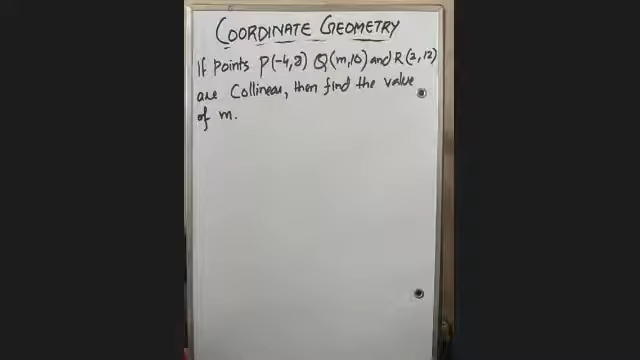 COORDINATE GEOMETRY
If Points P(-4,8) Q(m,10) and R(2,12)
are Collinear, then find the value
of m.